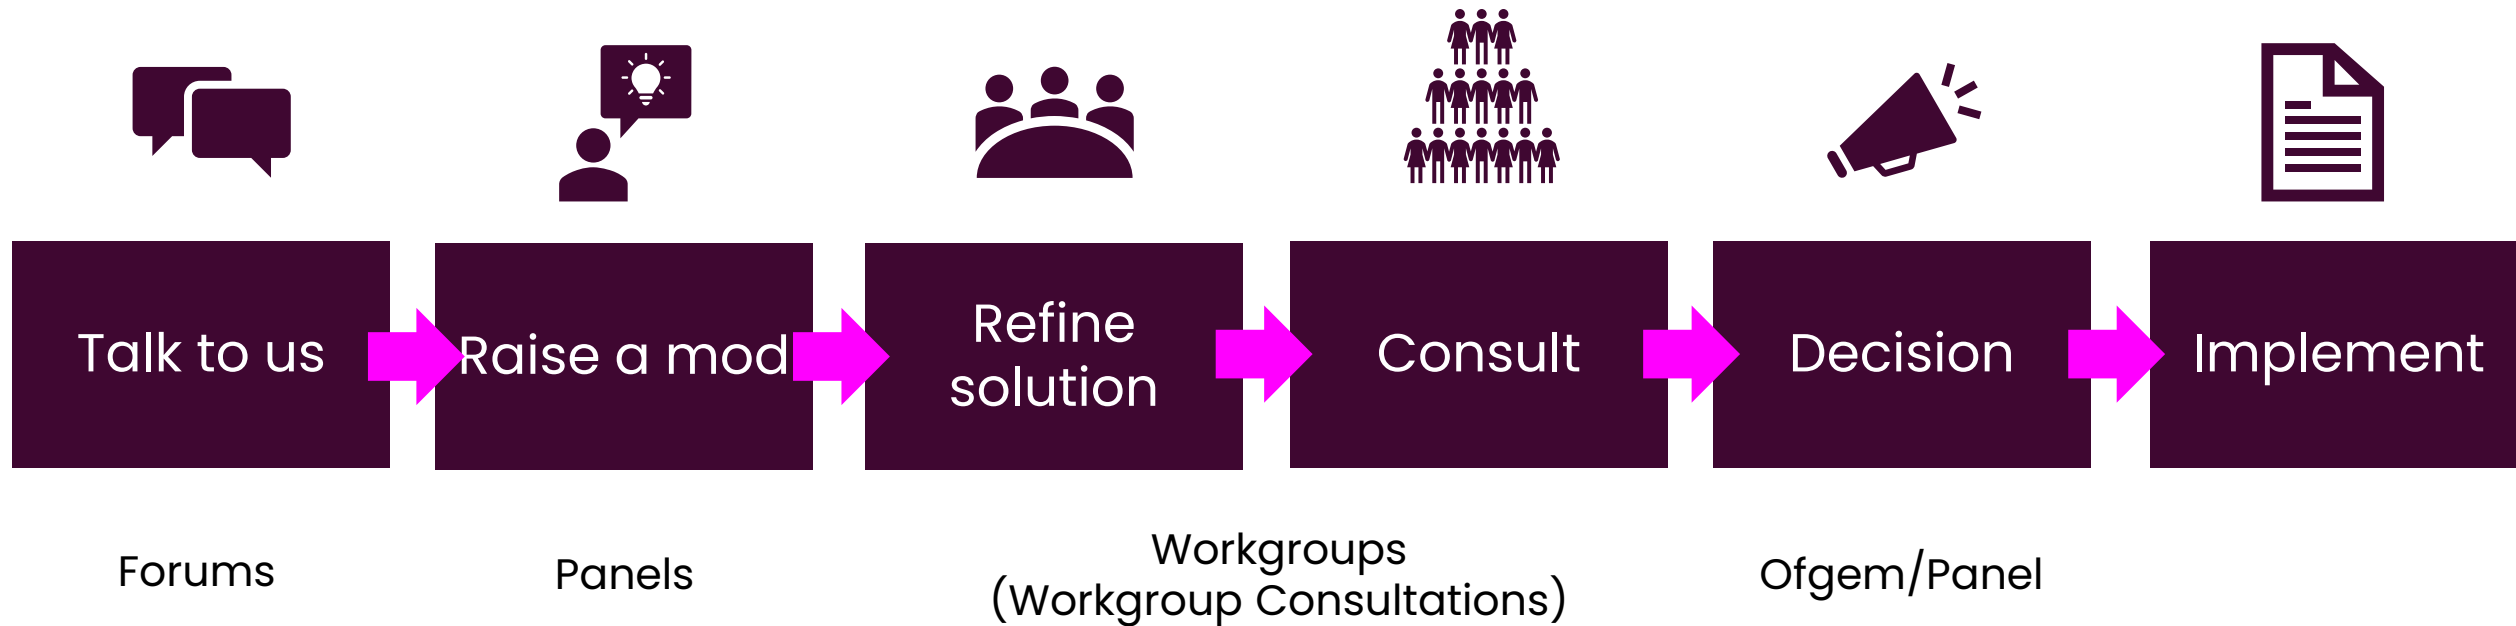 Talk to us
Raise a mod
Refine
solution
Consult
Decision
Implement
Forums
Panels
Workgroups
(Workgroup Consultations)
Ofgem/Panel